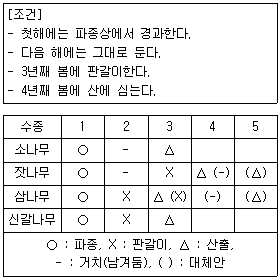 [조건]
- 첫해에는 파종상에서 경과한다.
- 다음 해에는 그대로 둔다.
- 3년째 봄에 판갈이한다.
- 4년째 봄에 산에 심는다.
수종 1 2 3 4 5
소나무 ○ - △
잣나무 ○ - X △ (-) (△)
삼나무 ○ X △ (X) (-) (△)
신갈나무 ○ X △
○ : 파종, X : 판갈이, △ : 산출,
- : 거치(남겨둠), ( ) : 대체안